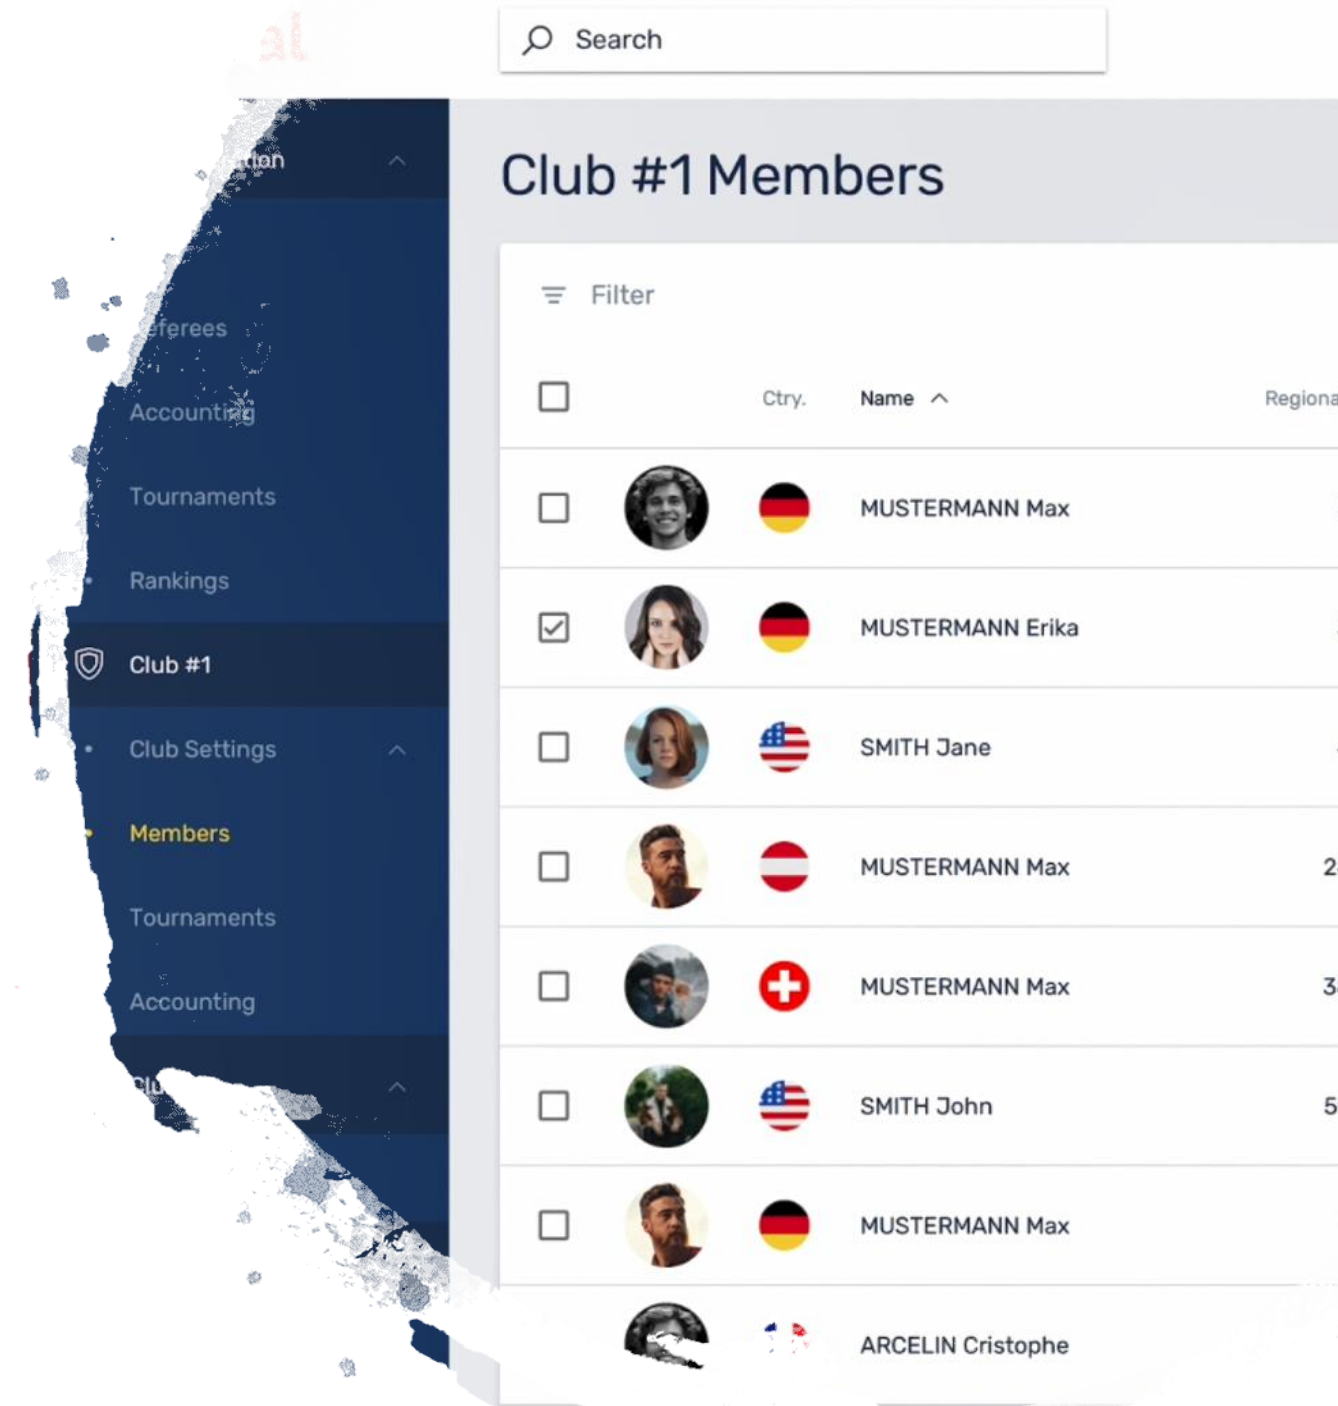 Search
Club #1 Members
Filter
Ctry. Name
MUSTERMANN Max
MUSTERMANN Erika
SMITH Jane
MUSTERMANN Max
MUSTERMANN Max
SMITH John
MUSTERMANN Max
ARCELIN Cristophe
Accounting
Tournaments
Rankings
Club #1
Club Settings
Members
Tournaments
Accounting